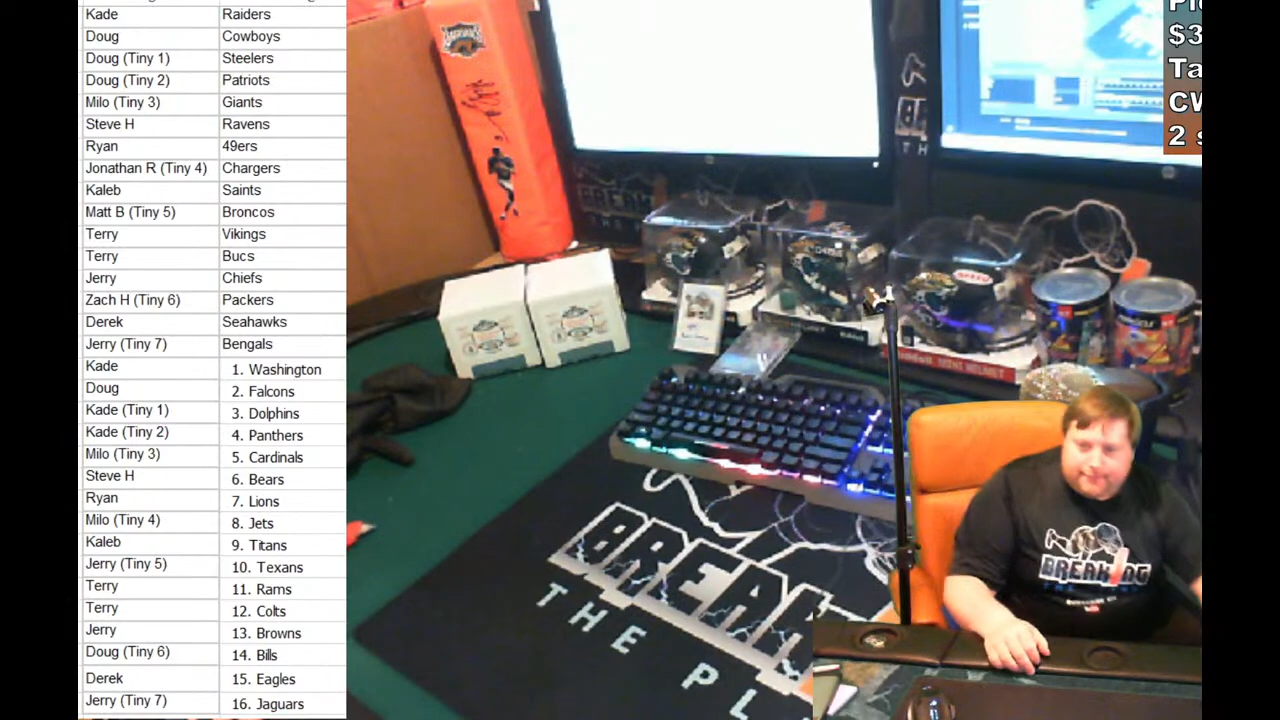 Kade Raiders
Doug Cowboys
Doug (Tiny 1) Steelers
Doug (Tiny 2) Patriots
Milo (Tiny 3) Giants
Steve H Ravens
Ryan 49ers
Jonathan R (Tiny 4) Chargers
Kaleb Saints
Matt B (Tiny 5) Broncos
Terry Vikings
Terry Bucs
Jerry Chiefs
Zach H (Tiny 6) Packers
Derek Seahawks
Jerry (Tiny 7) Bengals
Kade 1. Washington
Doug 2. Falcons
Kade (Tiny 1) 3. Dolphins
Kade (Tiny 2) 4. Panthers
Milo (Tiny 3) 5. Cardinals
Steve H 6. Bears
Ryan 7. Lions
Milo (Tiny 4) 8. Jets
Kaleb 9. Titans
Jerry (Tiny 5) 10. Texans
Terry 11. Rams
Terry 12. Colts
Jerry 13. Browns
Doug (Tiny 6) 14. Bills
Derek 15. Eagles
Jerry (Tiny 7) 16. Jaguars
$3
Ta
CW
2 s
BREAK
THE PL
BREAKING